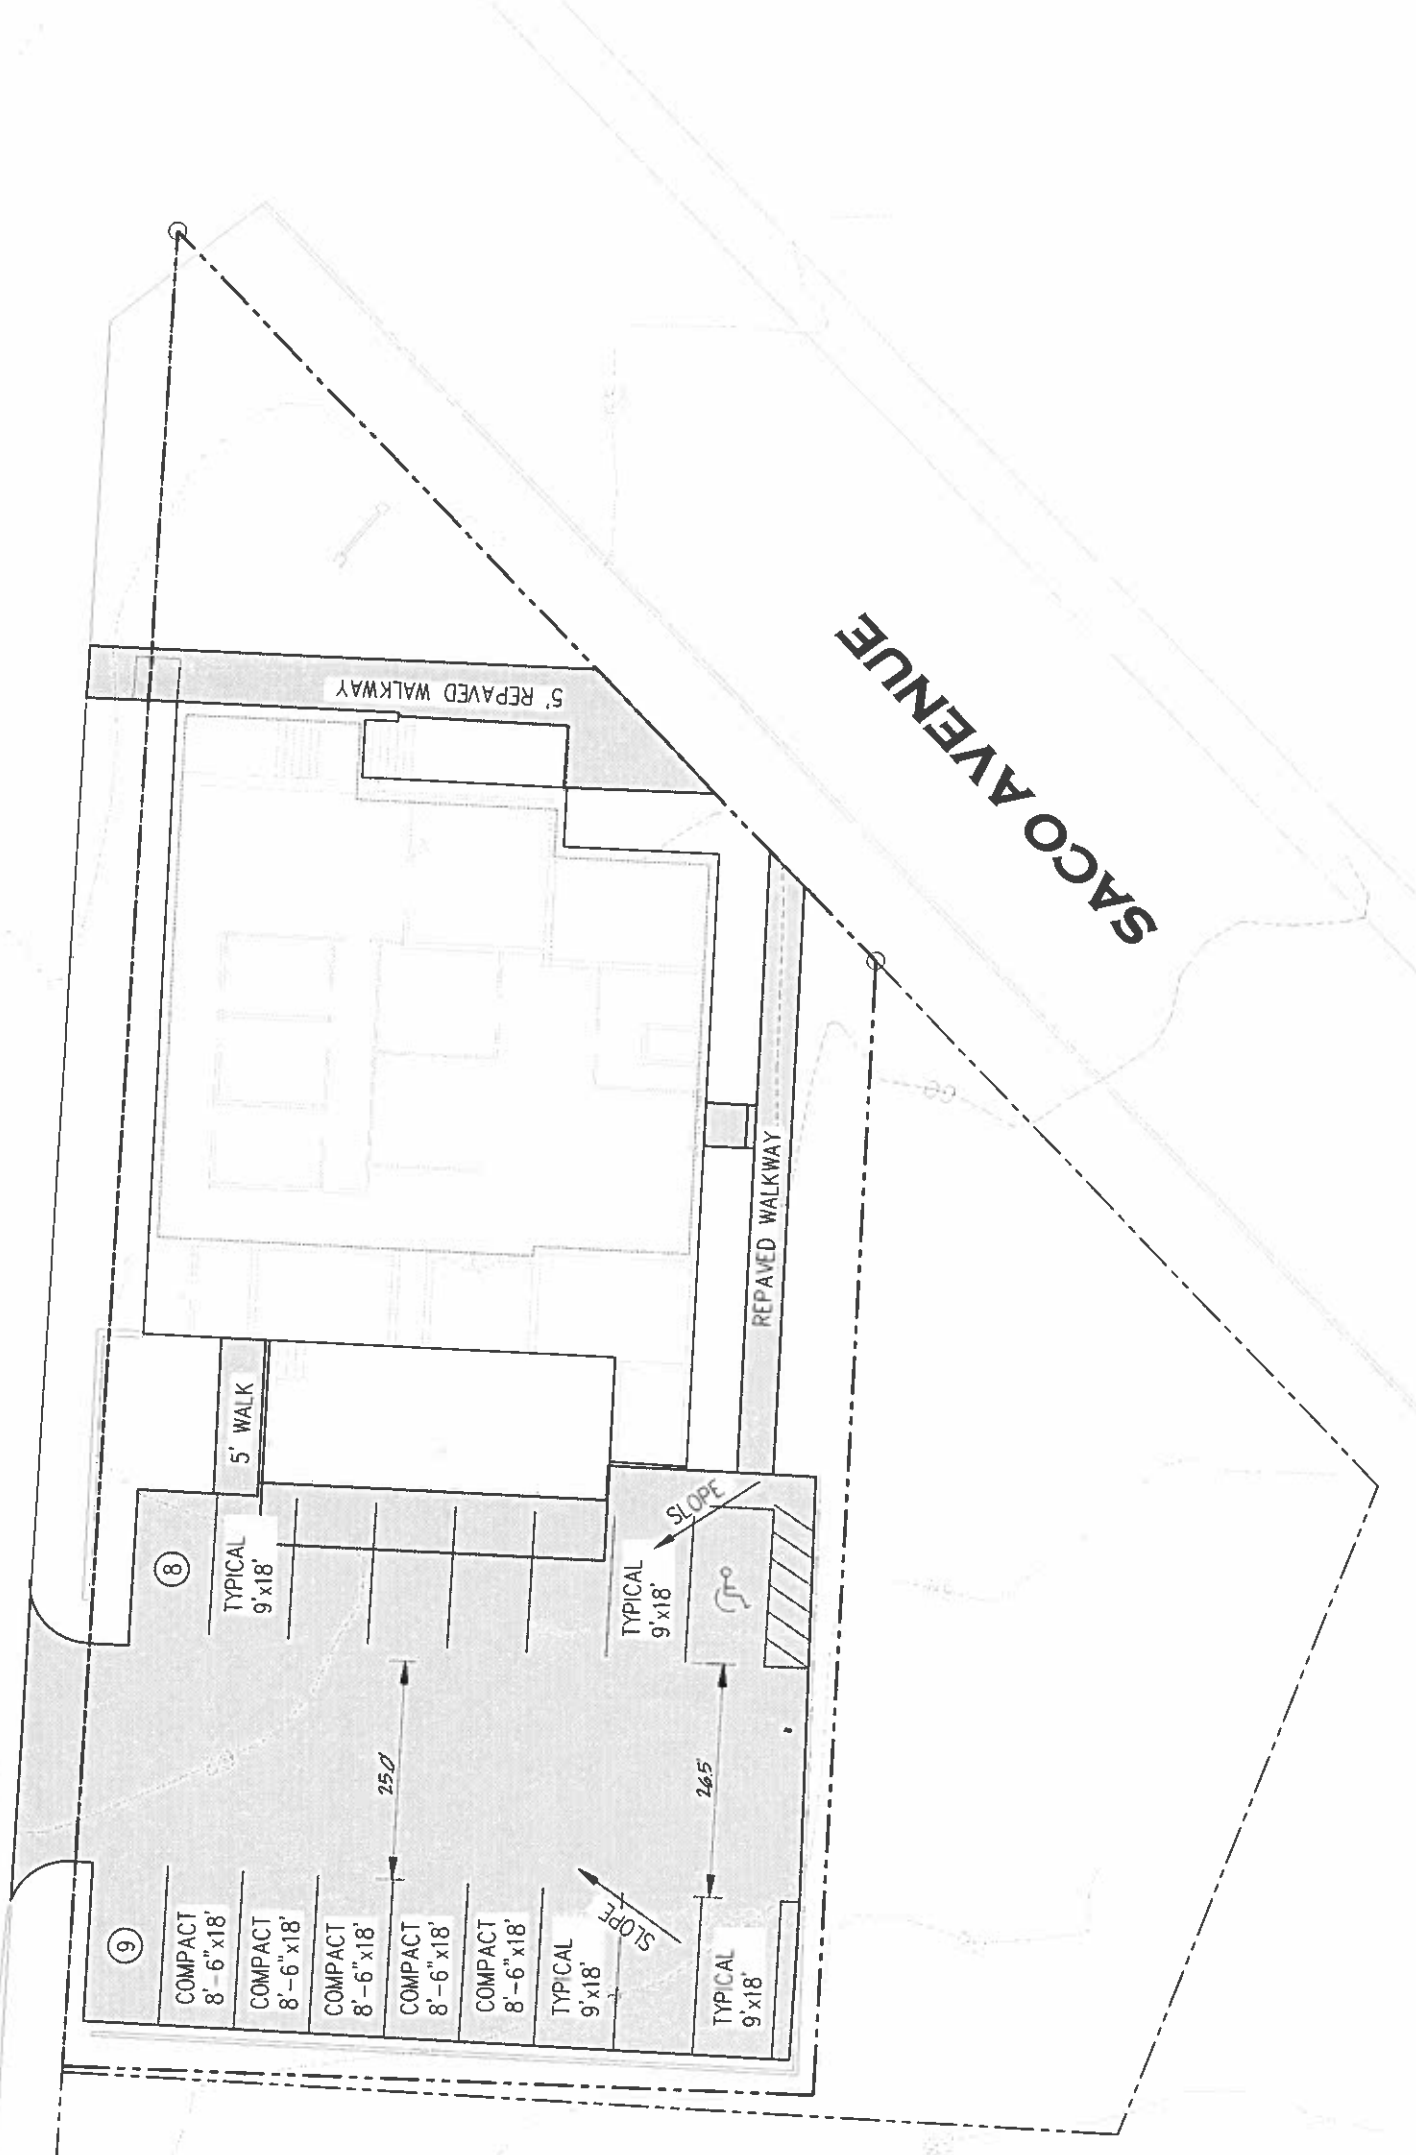 SACO AVENUE
5' REPAVED WALKWAY
REPAVED WALKWAY
5' WALK
8
TYPICAL
9'x18'
SLOPE
TYPICAL
9'x18'
25.0'
26.5'
9
COMPACT
8'-6"x18'
COMPACT
8'-6"x18'
COMPACT
8'-6"x18'
COMPACT
8'-6"x18'
COMPACT
8'-6"x18'
TYPICAL
9'x18'
SLOPE
TYPICAL
9'x18'